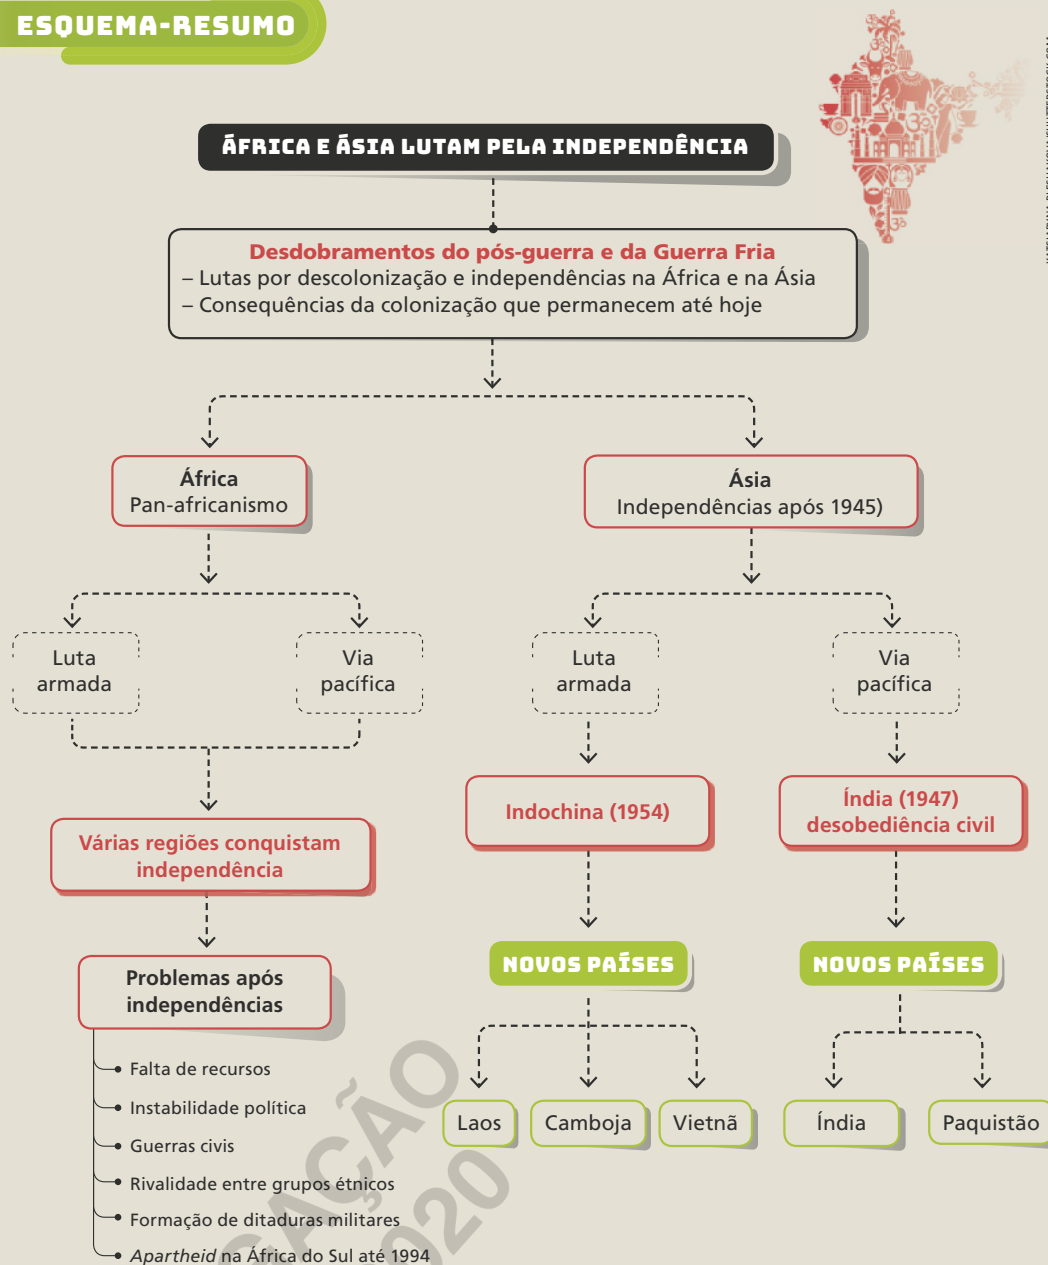 ESQUEMA-RESUMO
ÁFRICA E ÁSIA LUTAM PELA INDEPENDÊNCIA
Desdobramentos do pós-guerra e da Guerra Fria
– Lutas por descolonização e independências na África e na Ásia
– Consequências da colonização que permanecem até hoje
África
Pan-africanismo
Ásia
Independências após 1945)
Luta
armada
Via
pacífica
Luta
armada
Via
pacífica
Várias regiões conquistam
independência
Indochina (1954)
Índia (1947)
desobediência civil
Problemas após
independências
• Falta de recursos
• Instabilidade política
• Guerras civis
• Rivalidade entre grupos étnicos
• Formação de ditaduras militares
• Apartheid na África do Sul até 1994
NOVOS PAÍSES
Laos
Camboja
Vietnã
NOVOS PAÍSES
Índia
Paquistão